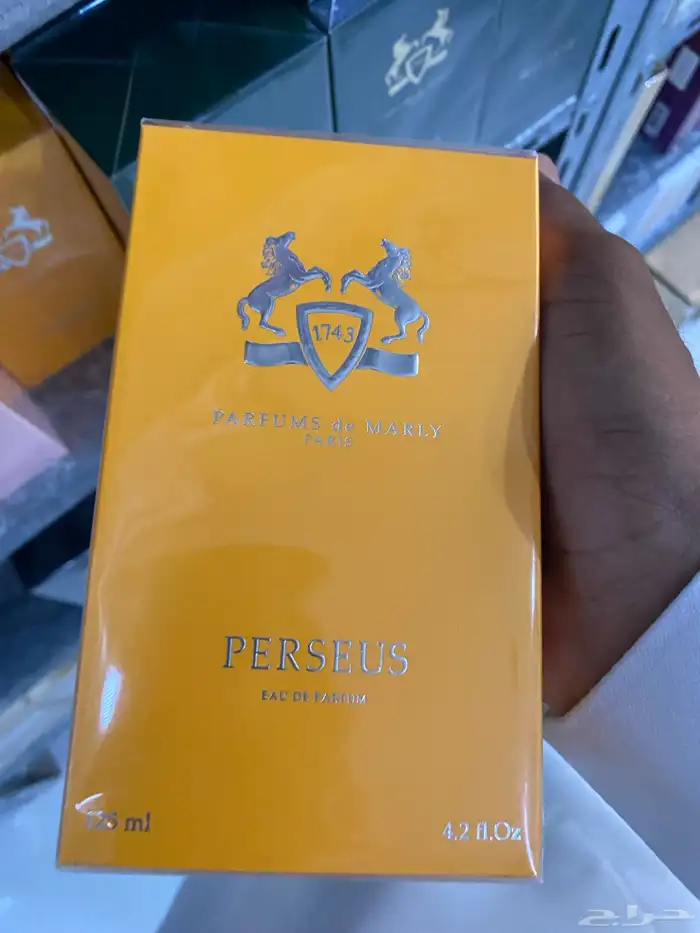 1743
PARFUMS de MARLY
PARIS
PERSEUS
EAU DE PARFUM
125 ml
4.2 fl.Oz
حراج